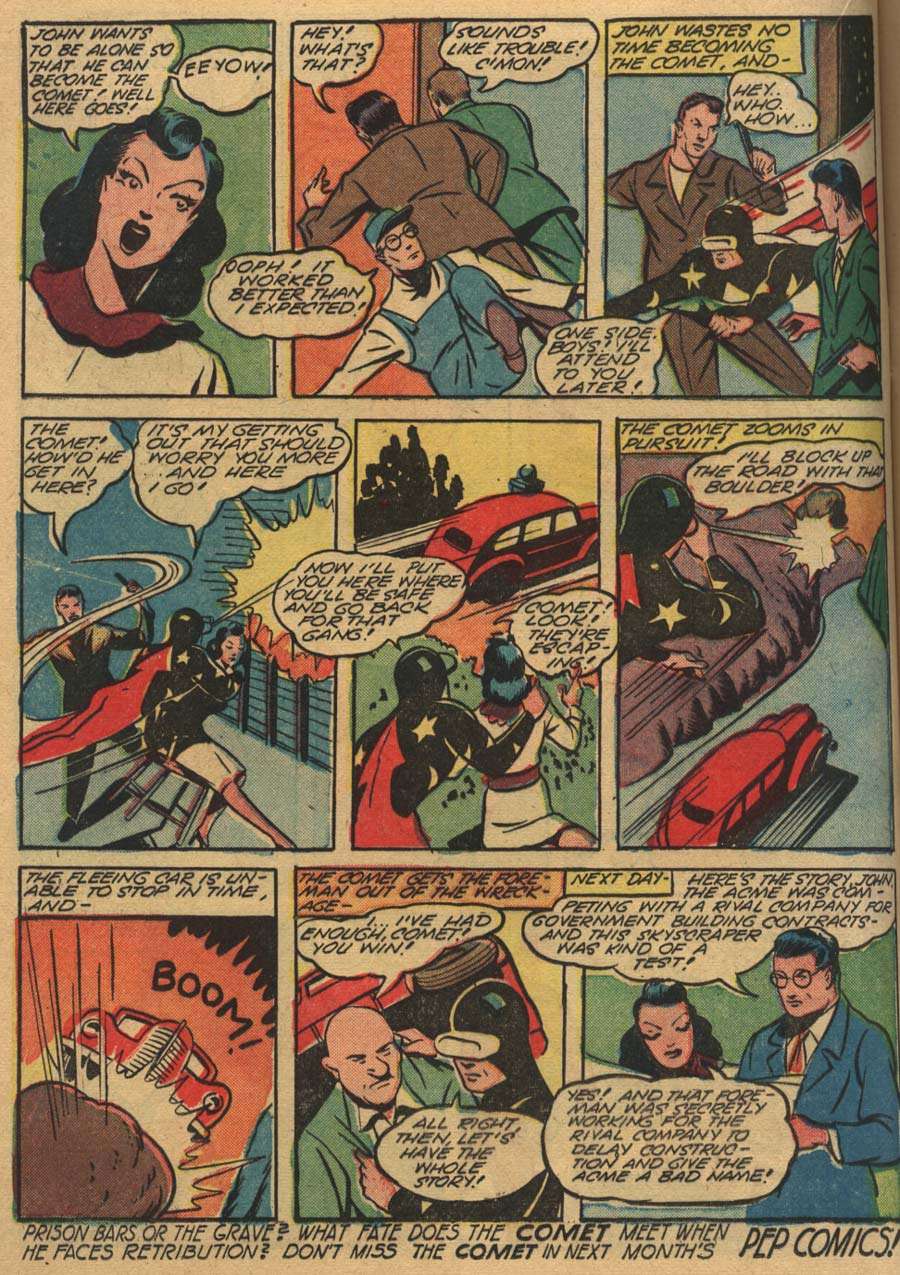 JOHN WANTS
TO BE ALONE SO
THAT HE CAN
BECOME THE
COMET! WELL
HERE GOES!
EEYOW!
HEY!
WHAT'S
THAT?
SOUNDS
LIKE TROUBLE!
C'MON!
OOPH! IT
WORKED
BETTER THAN
I EXPECTED!
JOHN WASTES NO
TIME BECOMING
THE COMET, AND-
HEY..
WHO..
HOW...
ONE SIDE,
BOYS! I'LL
ATTEND
TO YOU
LATER!
THE
COMET!
HOW'D HE
GET IN
HERE?
IT'S MY GETTING
OUT THAT SHOULD
WORRY YOU MORE
...AND HERE
I GO!
NOW I'LL PUT
YOU HERE WHERE
YOU'LL BE SAFE
AND GO BACK
FOR THAT
GANG!
COMET!
LOOK!
THEY'RE
ESCAP-
ING!
THE COMET ZOOMS IN
PURSUIT!
I'LL BLOCK UP
THE ROAD WITH THAT
BOULDER!
THE FLEEING CAR IS UN-
ABLE TO STOP IN TIME,
AND—
BOOM!
THE COMET GETS THE FORE-
MAN OUT OF THE WRECK-
AGE—
I.. I'VE HAD
ENOUGH, COMET!
YOU WIN!
ALL RIGHT
THEN, LET'S
HAVE THE
WHOLE
STORY!
NEXT DAY-
HERE'S THE STORY, JOHN.
THE ACME WAS COM-
PETING WITH A RIVAL COMPANY FOR
GOVERNMENT BUILDING CONTRACTS-
AND THIS SKYSCRAPER
WAS KIND OF A
TEST!
YES! AND THAT FORE-
MAN WAS SECRETLY
WORKING FOR THE
RIVAL COMPANY TO
DELAY CONSTRUC-
TION AND GIVE THE
ACME A BAD NAME!
PRISON BARS OR THE GRAVE? WHAT FATE DOES THE COMET MEET WHEN
HE FACES RETRIBUTION? DON'T MISS THE COMET IN NEXT MONTH'S PEP COMICS!